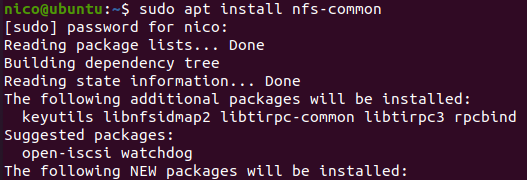 nico@ubuntu:~$ sudo apt install nfs-common
[sudo] password for nico:
Reading package lists... Done
Building dependency tree
Reading state information... Done
The following additional packages will be installed:
  keyutils libnfsidmap2 libtirpc-common libtirpc3 rpcbind
Suggested packages:
  open-iscsi watchdog
The following NEW packages will be installed: